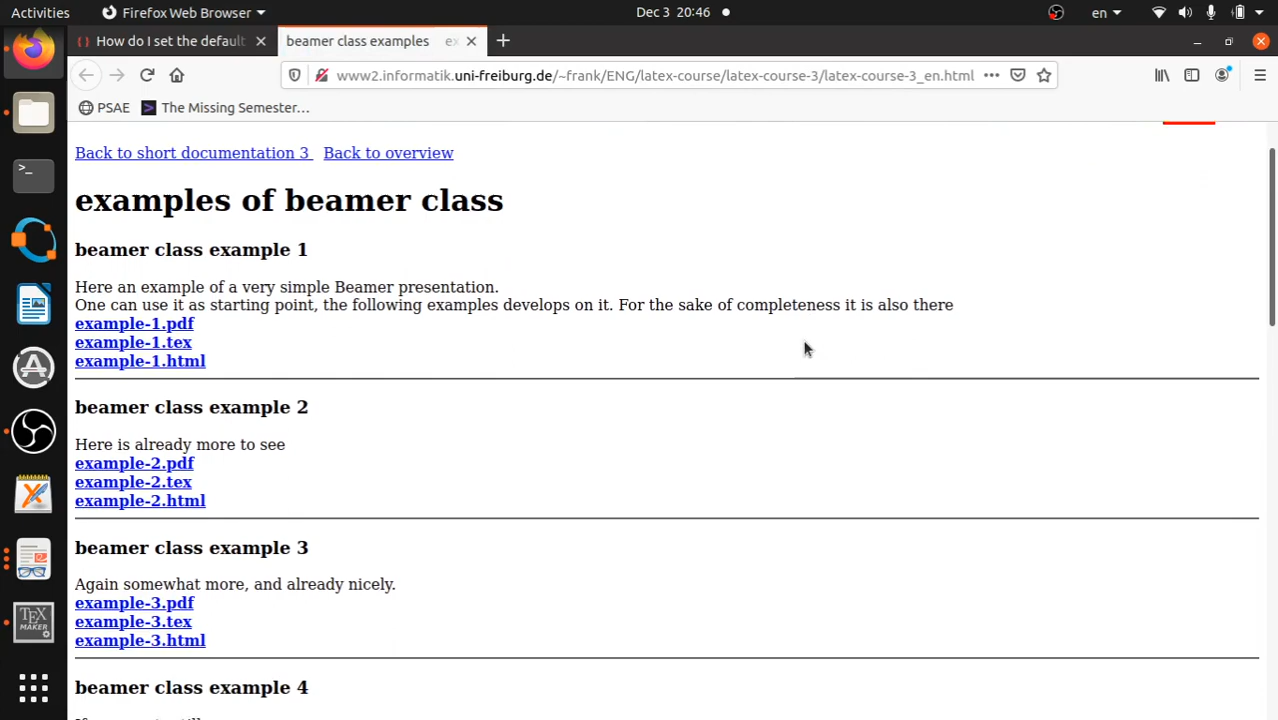 Activities
Firefox Web Browser
Dec 3 20:46
en
How do I set the default
beamer class examples
ex
www2.informatik.uni-freiburg.de/~frank/ENG/latex-course/latex-course-3/latex-course-3_en.html
PSAE
The Missing Semester…
Back to short documentation 3 Back to overview
examples of beamer class
beamer class example 1
Here an example of a very simple Beamer presentation.
One can use it as starting point, the following examples develops on it. For the sake of completeness it is also there
example-1.pdf
example-1.tex
example-1.html
beamer class example 2
Here is already more to see
example-2.pdf
example-2.tex
example-2.html
beamer class example 3
Again somewhat more, and already nicely.
example-3.pdf
example-3.tex
example-3.html
beamer class example 4
TEX
MAKER